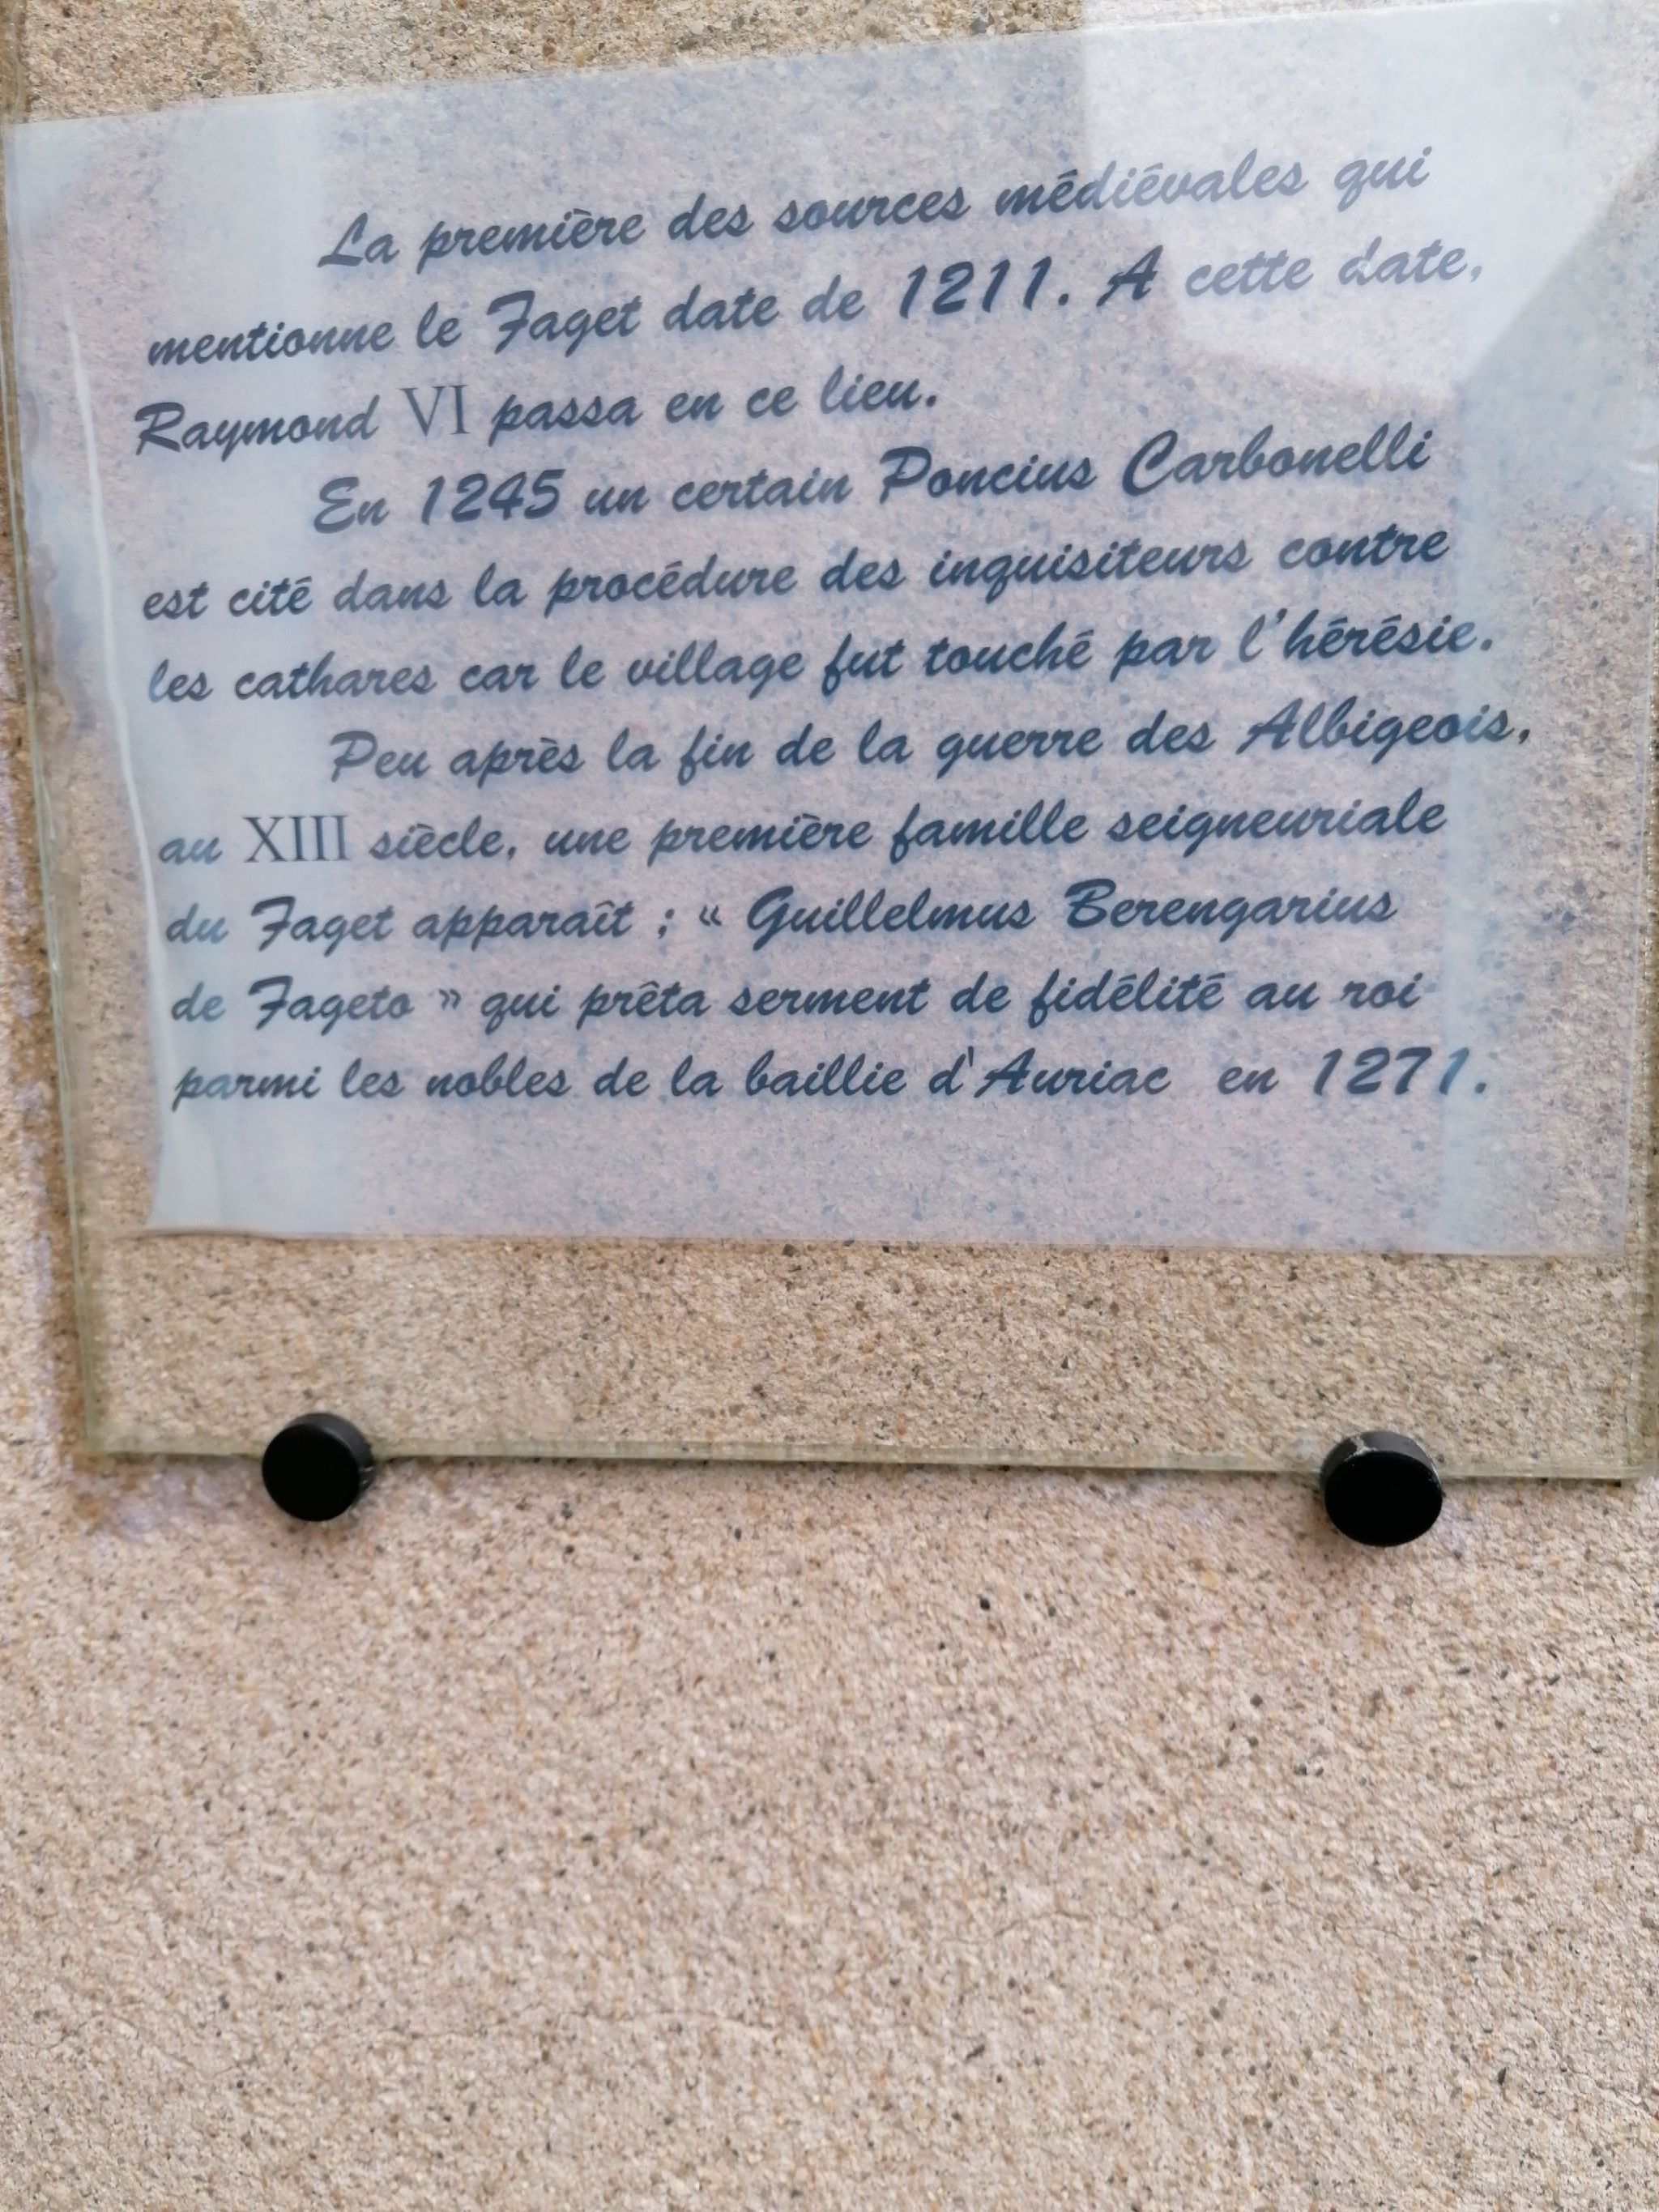 La première des sources médiévales qui
mentionne le Faget date de 1211. A cette date,
Raymond VI passa en ce lieu.
En 1245 un certain Poncius Carbonelli
est cité dans la procédure des inquisiteurs contre
les cathares car le village fut touché par l'hérésie.
Peu après la fin de la guerre des Albigeois,
au XIII siècle, une première famille seigneuriale
du Faget apparaît : « Guillelmus Berengarius
de Fageto » qui prêta serment de fidélité au roi
parmi les nobles de la baillie d'Auriac en 1271.